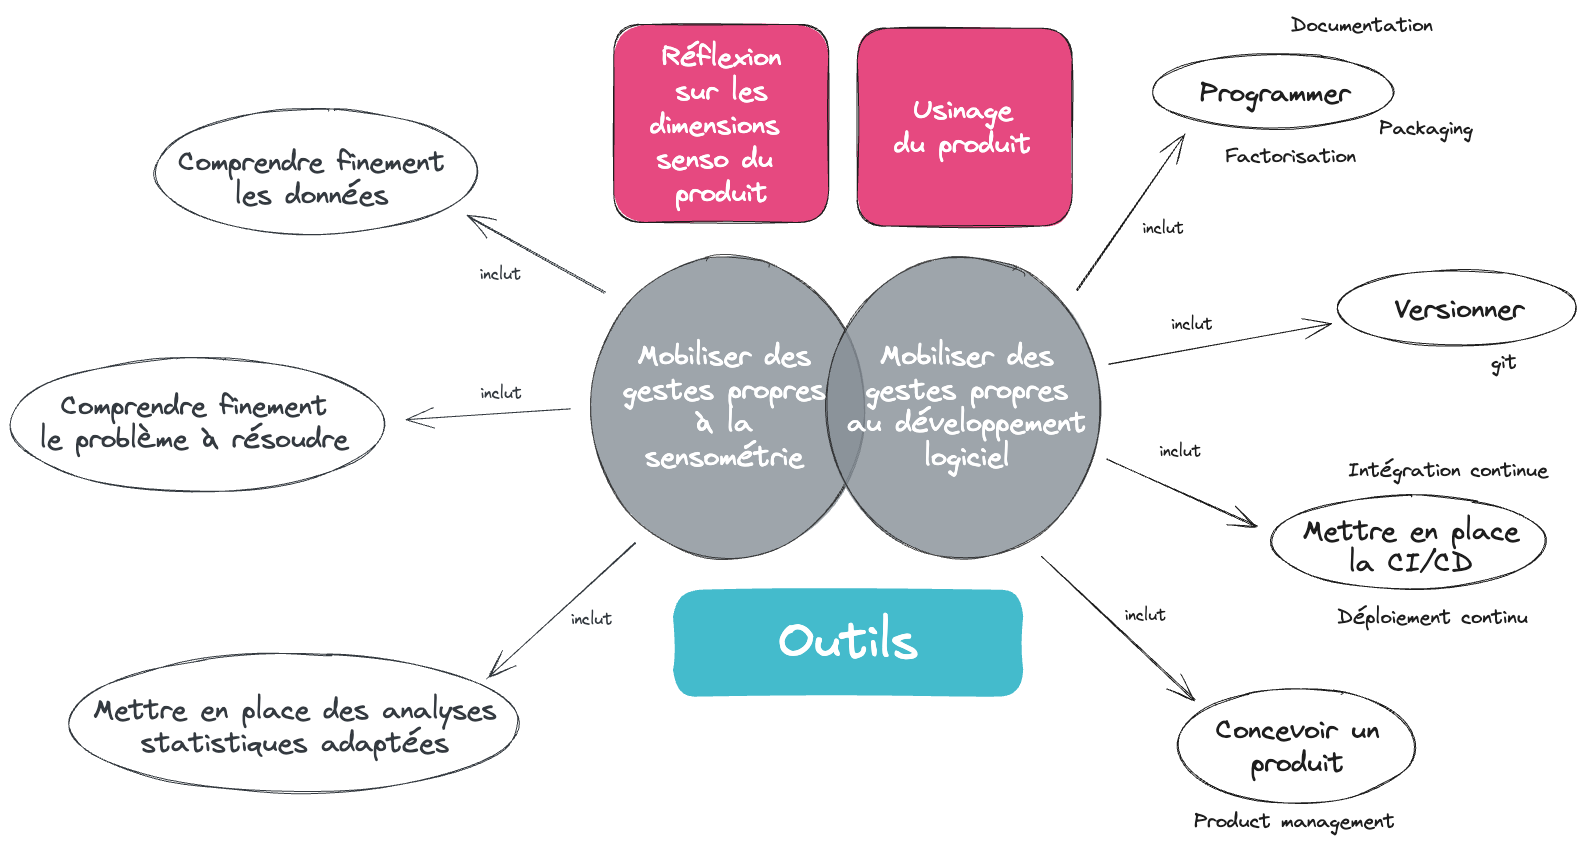 Documentation
Réflexion
sur les
dimensions
senso du
produit
Usinage
du produit
Programmer
Packaging
Factorisation
Comprendre finement
les données
inclut
inclut
Versionner
inclut
git
Mobiliser des
gestes propres
à la
sensométrie
Mobiliser des
gestes propres
au développement
logiciel
Comprendre finement
le problème à résoudre
inclut
inclut
Intégration continue
Mettre en place
la CI/CD
Déploiement continu
inclut
Outils
inclut
Mettre en place des analyses
statistiques adaptées
Concevoir un
produit
Product management